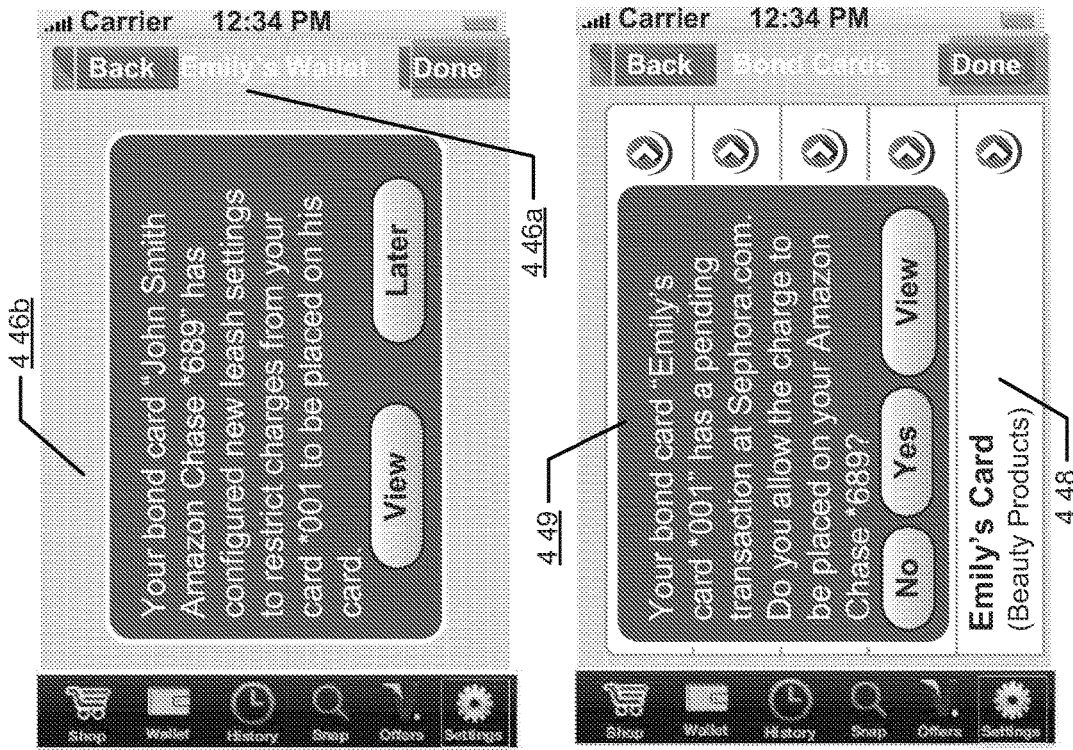 Carrier 12:34 PM
Back Emily's Wallet Done
4 46b
Your bond card “John Smith
Amazon Chase *689” has
configured new leash settings
to restrict charges from your
card *001 to be placed on his
card.
View Later
4 46a
Shop Wallet History Snap Offers Settings
Carrier 12:34 PM
Back Bond Cards Done
4 49
Your bond card “Emily’s
card *001” has a pending
transaction at Sephora.com.
Do you allow the charge to
be placed on your Amazon
Chase *689?
No Yes View
Emily’s Card
(Beauty Products)
4 48
Shop Wallet History Snap Offers Settings